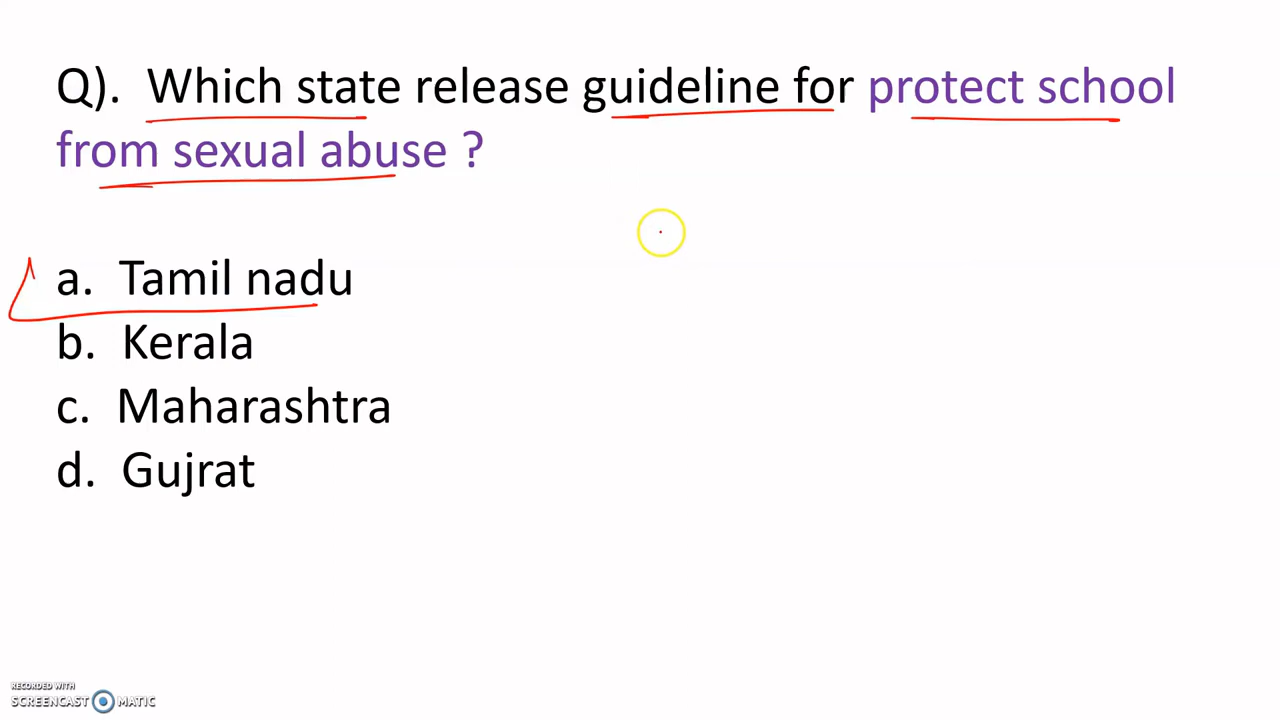 Q). Which state release guideline for protect school
from sexual abuse ?
a. Tamil nadu
b. Kerala
c. Maharashtra
d. Gujrat
RECORDED WITH
SCREENCAST MATIC